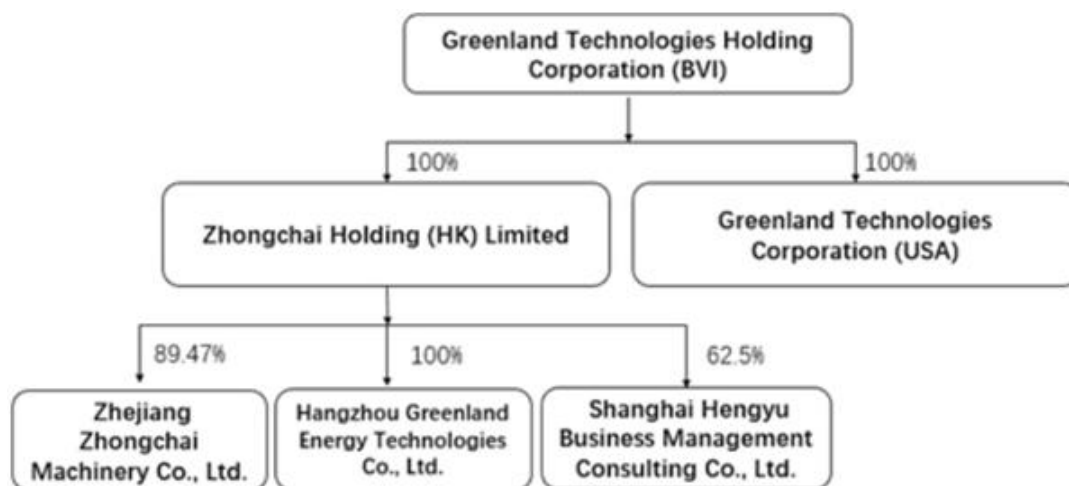 Greenland Technologies Holding
Corporation (BVI)
100%
100%
Zhongchai Holding (HK) Limited
Greenland Technologies
Corporation (USA)
89.47%
100%
62.5%
Zhejiang
Zhongchai
Machinery Co., Ltd.
Hangzhou Greenland
Energy Technologies
Co., Ltd.
Shanghai Hengyu
Business Management
Consulting Co., Ltd.